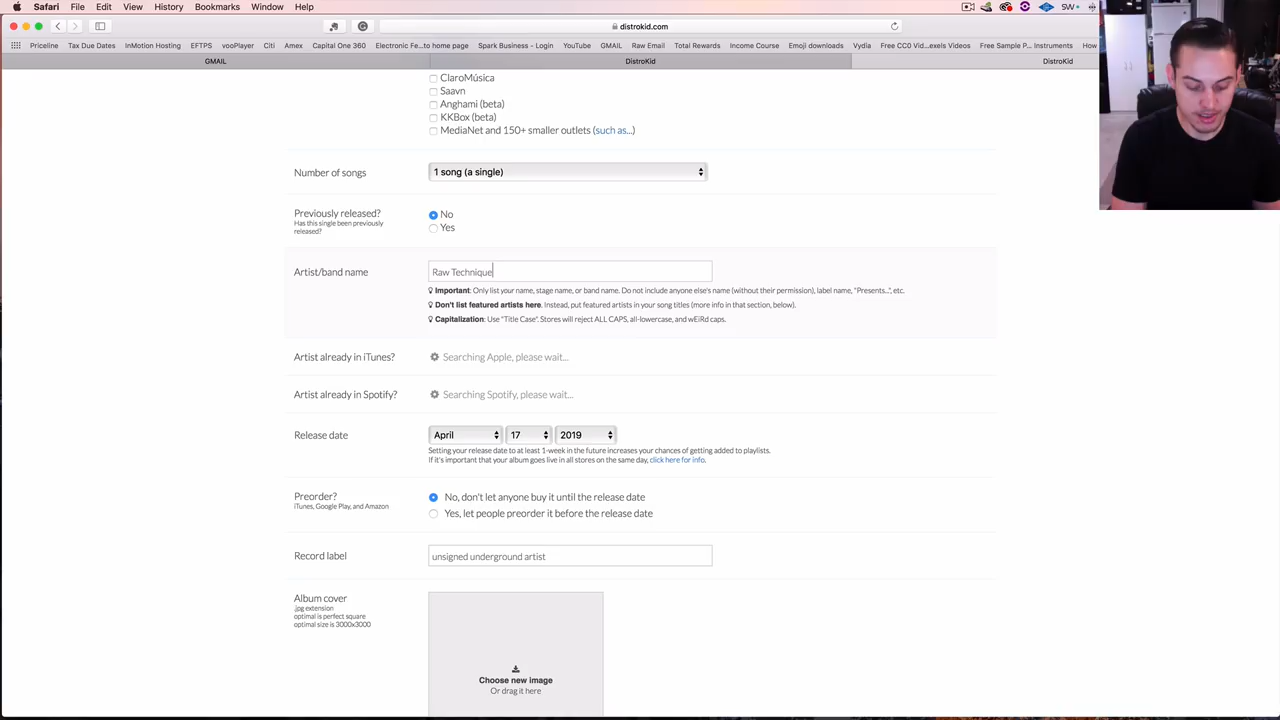 Safari File Edit View History Bookmarks Window Help
SW+
distrokid.com
Priceline Tax Due Dates InMotion Hosting EFTPS vooPlayer Citi Amex Capital One 360 Electronic Fe...to home page Spark Business - Login YouTube GMAIL Raw Email Total Rewards Income Course Emoji downloads Vydia Free CC0 Vid...exels Videos Free Sample P... Instruments How
GMAIL DistroKid DistroKid
ClaroMúsica
Saavn
Anghami (beta)
KKBox (beta)
MediaNet and 150+ smaller outlets (such as...)
Number of songs 1 song (a single)
Previously released? No
Has this single been previously
released?
Yes
Artist/band name Raw Technique
Important: Only list your name, stage name, or band name. Do not include anyone else's name (without their permission), label name, "Presents...", etc.
Don't list featured artists here. Instead, put featured artists in your song titles (more info in that section, below).
Capitalization: Use "Title Case". Stores will reject ALL CAPS, all-lowercase, and wEiRd caps.
Artist already in iTunes? Searching Apple, please wait...
Artist already in Spotify? Searching Spotify, please wait...
Release date April 17 2019
Setting your release date to at least 1-week in the future increases your chances of getting added to playlists.
If it's important that your album goes live in all stores on the same day, click here for info.
Preorder? No, don't let anyone buy it until the release date
iTunes, Google Play, and Amazon
Yes, let people preorder it before the release date
Record label unsigned underground artist
Album cover
.jpg extension
optimal is perfect square
optimal size is 3000x3000
Choose new image
Or drag it here